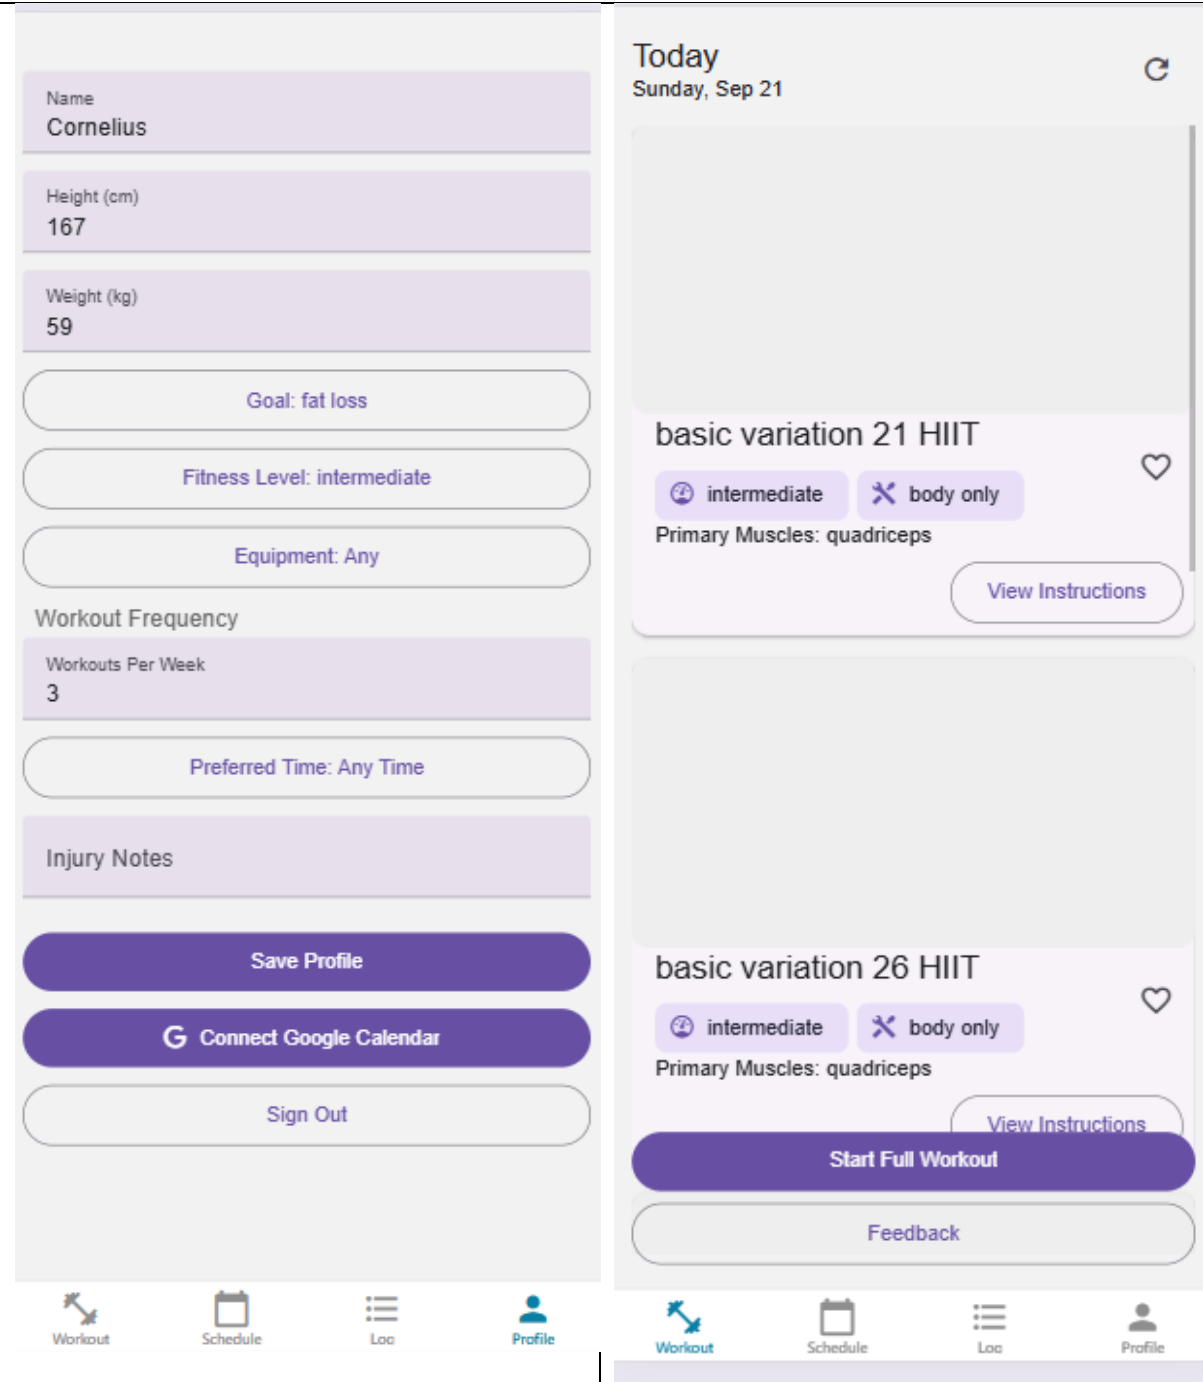 Name
Cornelius
Height (cm)
167
Weight (kg)
59
Goal: fat loss
Fitness Level: intermediate
Equipment: Any
Workout Frequency
Workouts Per Week
3
Preferred Time: Any Time
Injury Notes
Save Profile
G Connect Google Calendar
Sign Out
Workout Schedule Log Profile
Today
Sunday, Sep 21
basic variation 21 HIIT
intermediate body only
Primary Muscles: quadriceps
View Instructions
basic variation 26 HIIT
intermediate body only
Primary Muscles: quadriceps
View Instructions
Start Full Workout
Feedback
Workout Schedule Log Profile